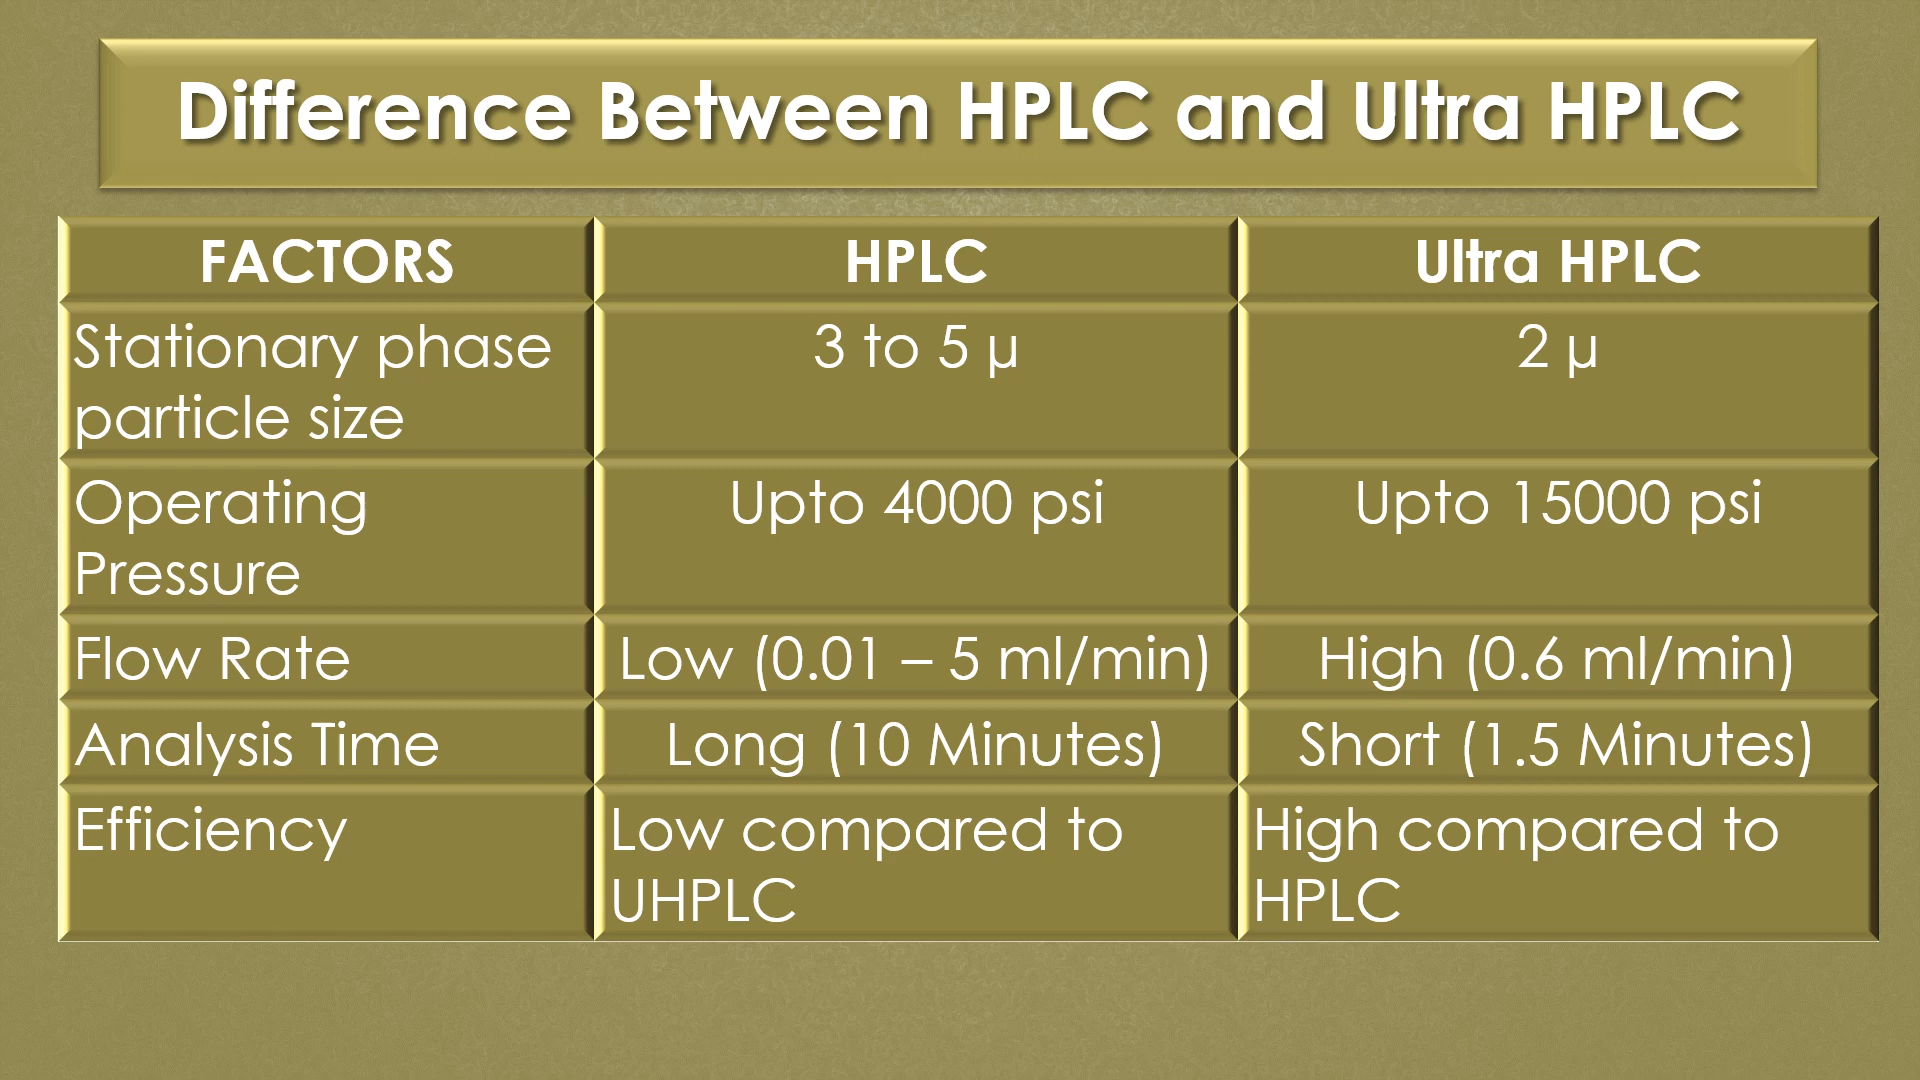 Difference Between HPLC and Ultra HPLC
FACTORS
HPLC
Ultra HPLC
Stationary phase
particle size
3 to 5 µ
2 µ
Operating
Pressure
Upto 4000 psi
Upto 15000 psi
Flow Rate
Low (0.01 – 5 ml/min)
High (0.6 ml/min)
Analysis Time
Long (10 Minutes)
Short (1.5 Minutes)
Efficiency
Low compared to
UHPLC
High compared to
HPLC